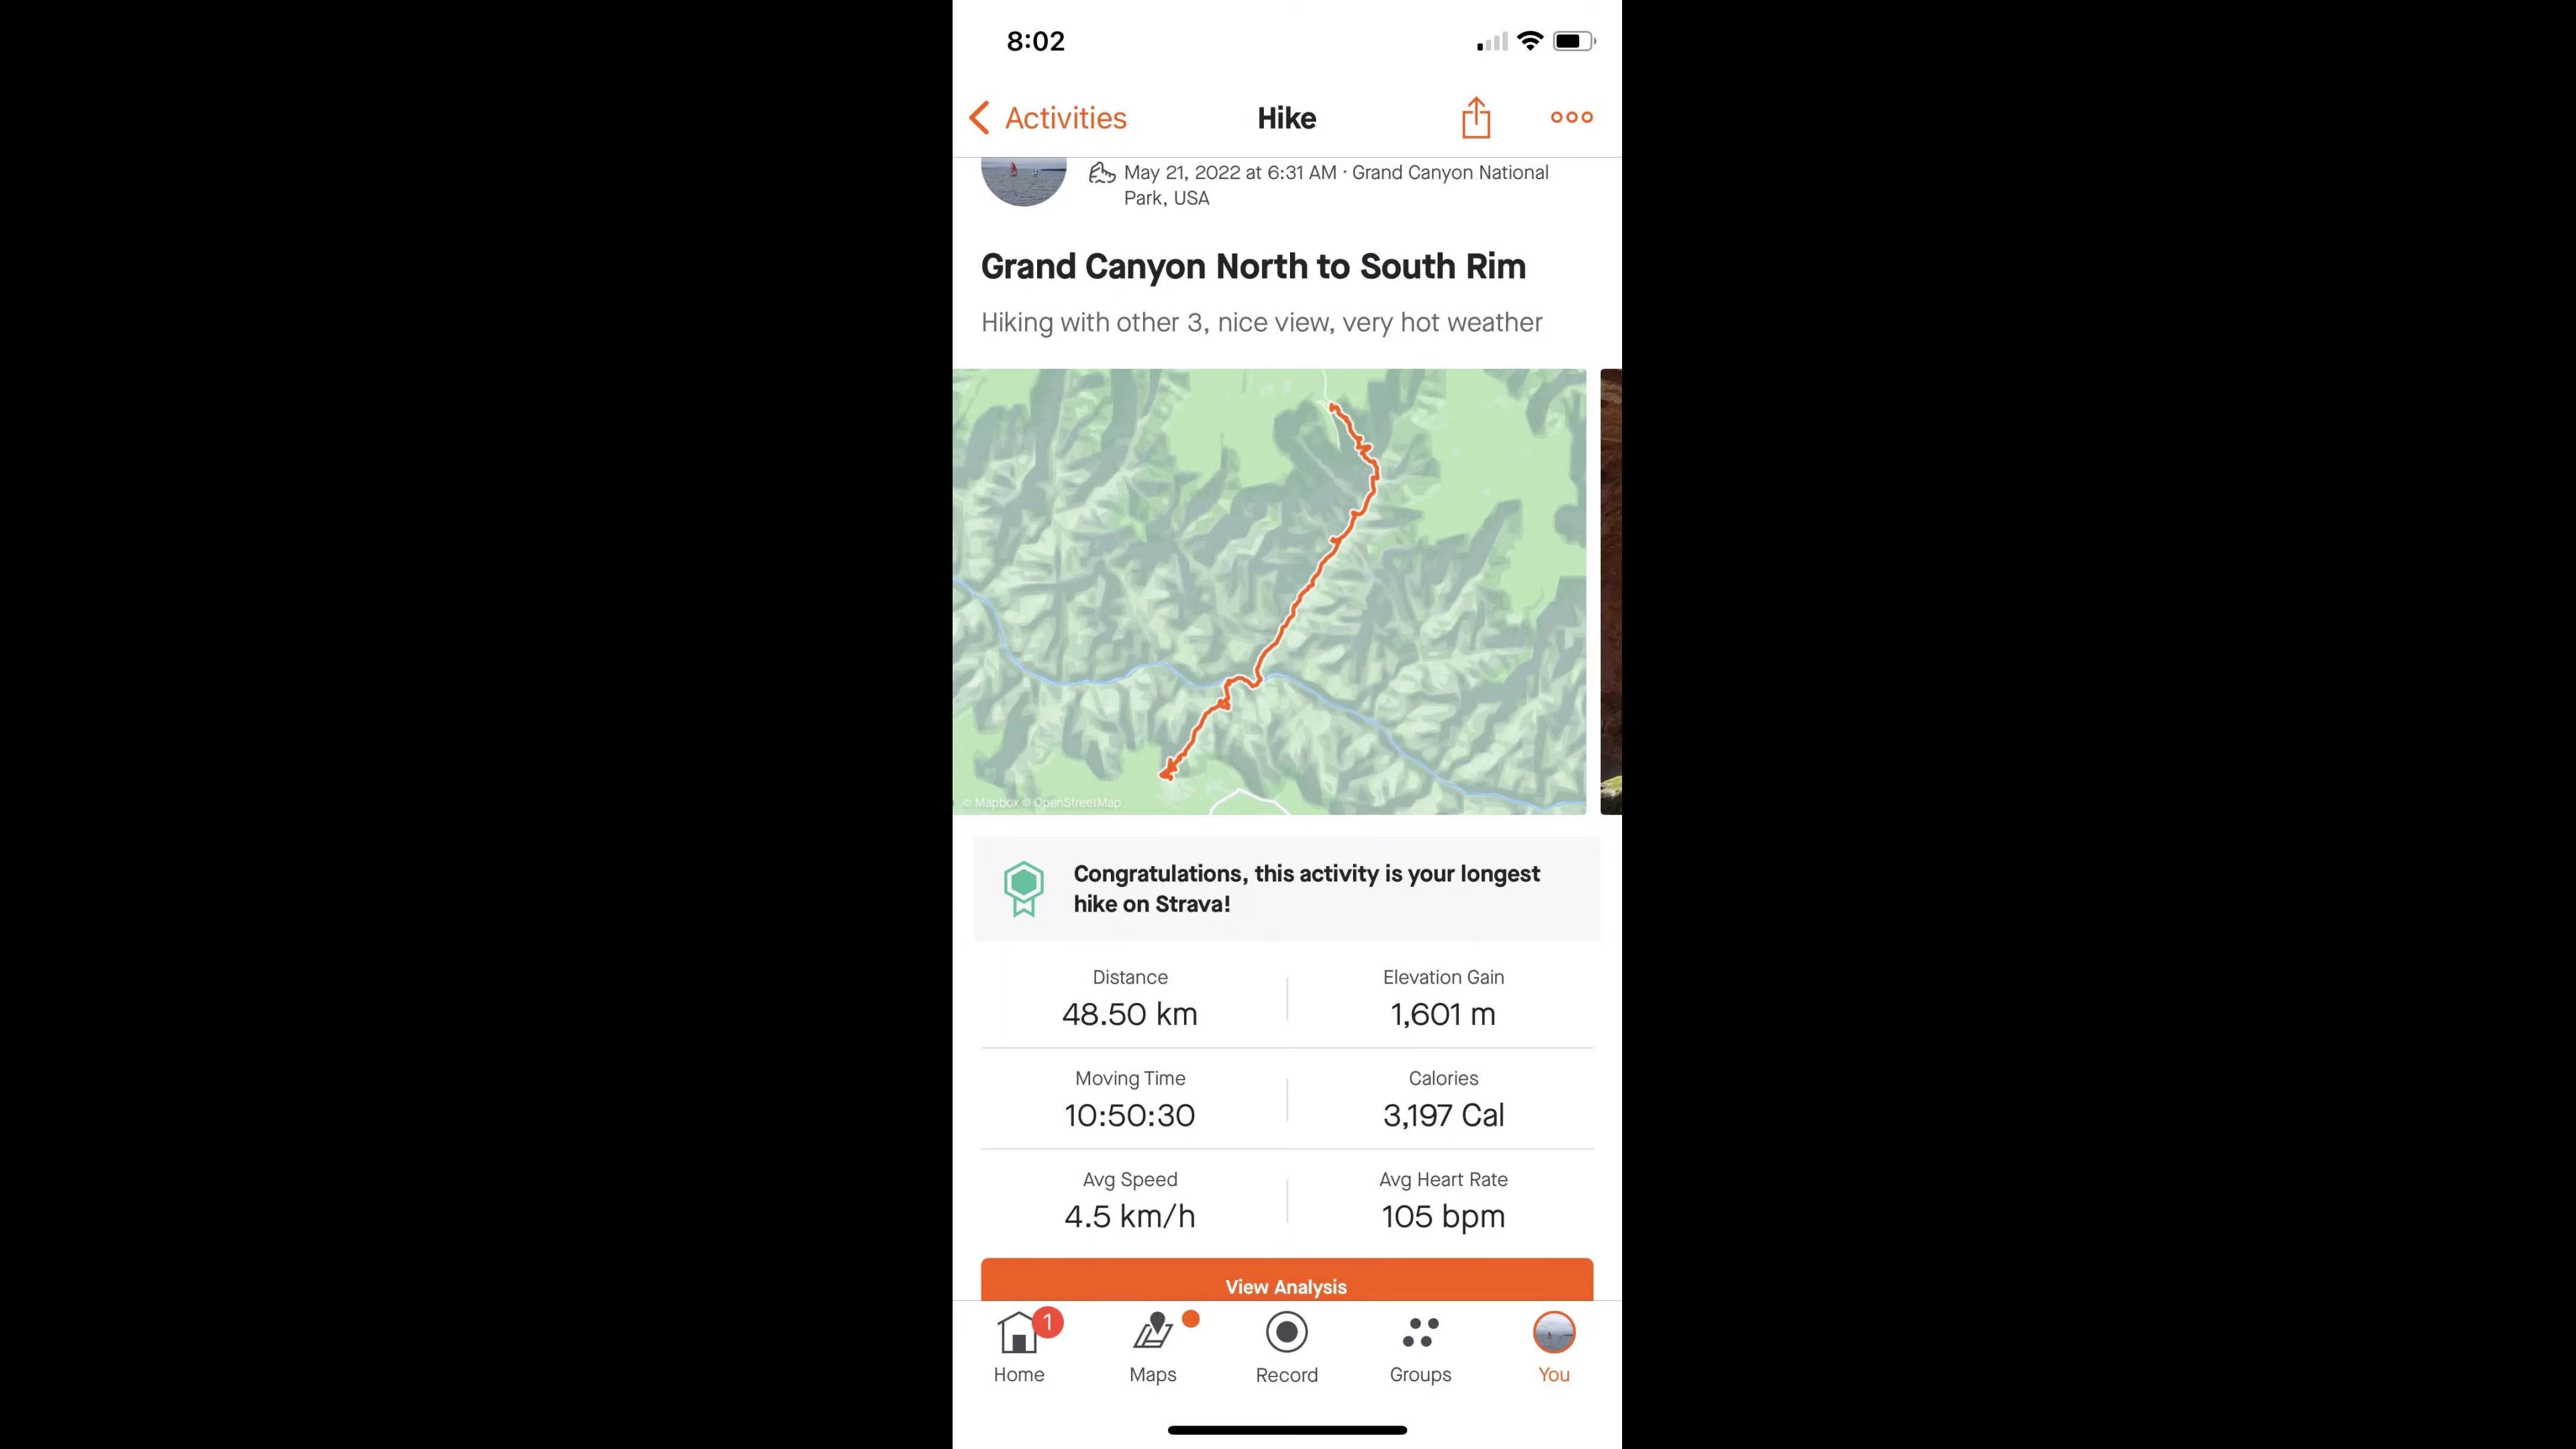 8:02
Activities
Hike
May 21, 2022 at 6:31 AM · Grand Canyon National
Park, USA
Grand Canyon North to South Rim
Hiking with other 3, nice view, very hot weather
© Mapbox © OpenStreetMap
Congratulations, this activity is your longest
hike on Strava!
Distance
48.50 km
Elevation Gain
1,601 m
Moving Time
10:50:30
Calories
3,197 Cal
Avg Speed
4.5 km/h
Avg Heart Rate
105 bpm
View Analysis
1
Home
Maps
Record
Groups
You